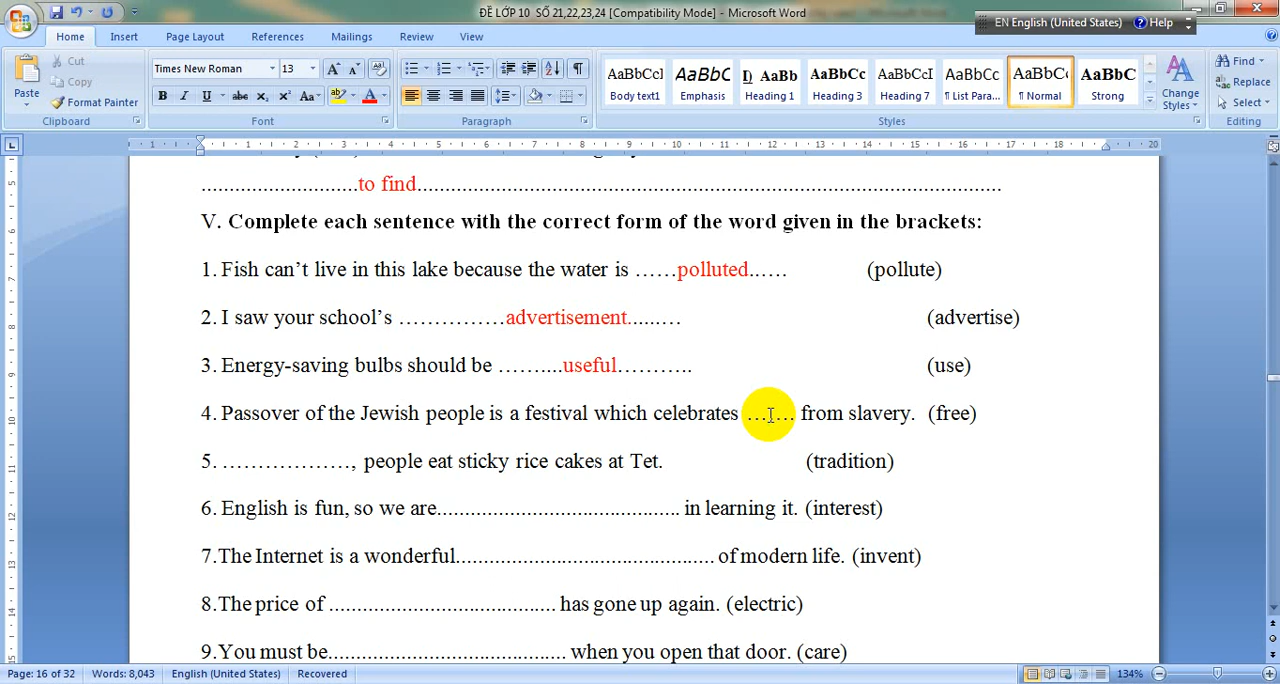 ĐỀ LỚP 10 SỐ 21,22,23,24 [Compatibility Mode] - Microsoft Word
EN English (United States) Help
Home Insert Page Layout References Mailings Review View
Paste
Cut
Copy
Format Painter
Clipboard
Times New Roman 13
Font
Paragraph
AaBbCcI Body text1
AaBbC Emphasis
I) AaBb Heading 1
AaBbCc Heading 3
AaBbCcI Heading 7
AaBbCc ¶ List Para...
AaBbCc ¶ Normal
AaBbC Strong
Change Styles
Styles
Find
Replace
Select
Editing
............................to find........................................................................................................
V. Complete each sentence with the correct form of the word given in the brackets:
1. Fish can’t live in this lake because the water is ……polluted.…… (pollute)
2. I saw your school’s ……………advertisement......… (advertise)
3. Energy-saving bulbs should be ……....useful……….. (use)
4. Passover of the Jewish people is a festival which celebrates …… from slavery. (free)
5. ………………, people eat sticky rice cakes at Tet. (tradition)
6. English is fun, so we are........................................... in learning it. (interest)
7.The Internet is a wonderful.............................................. of modern life. (invent)
8.The price of ........................................ has gone up again. (electric)
9.You must be........................................... when you open that door. (care)
Page: 16 of 32 Words: 8,043 English (United States) Recovered 134%